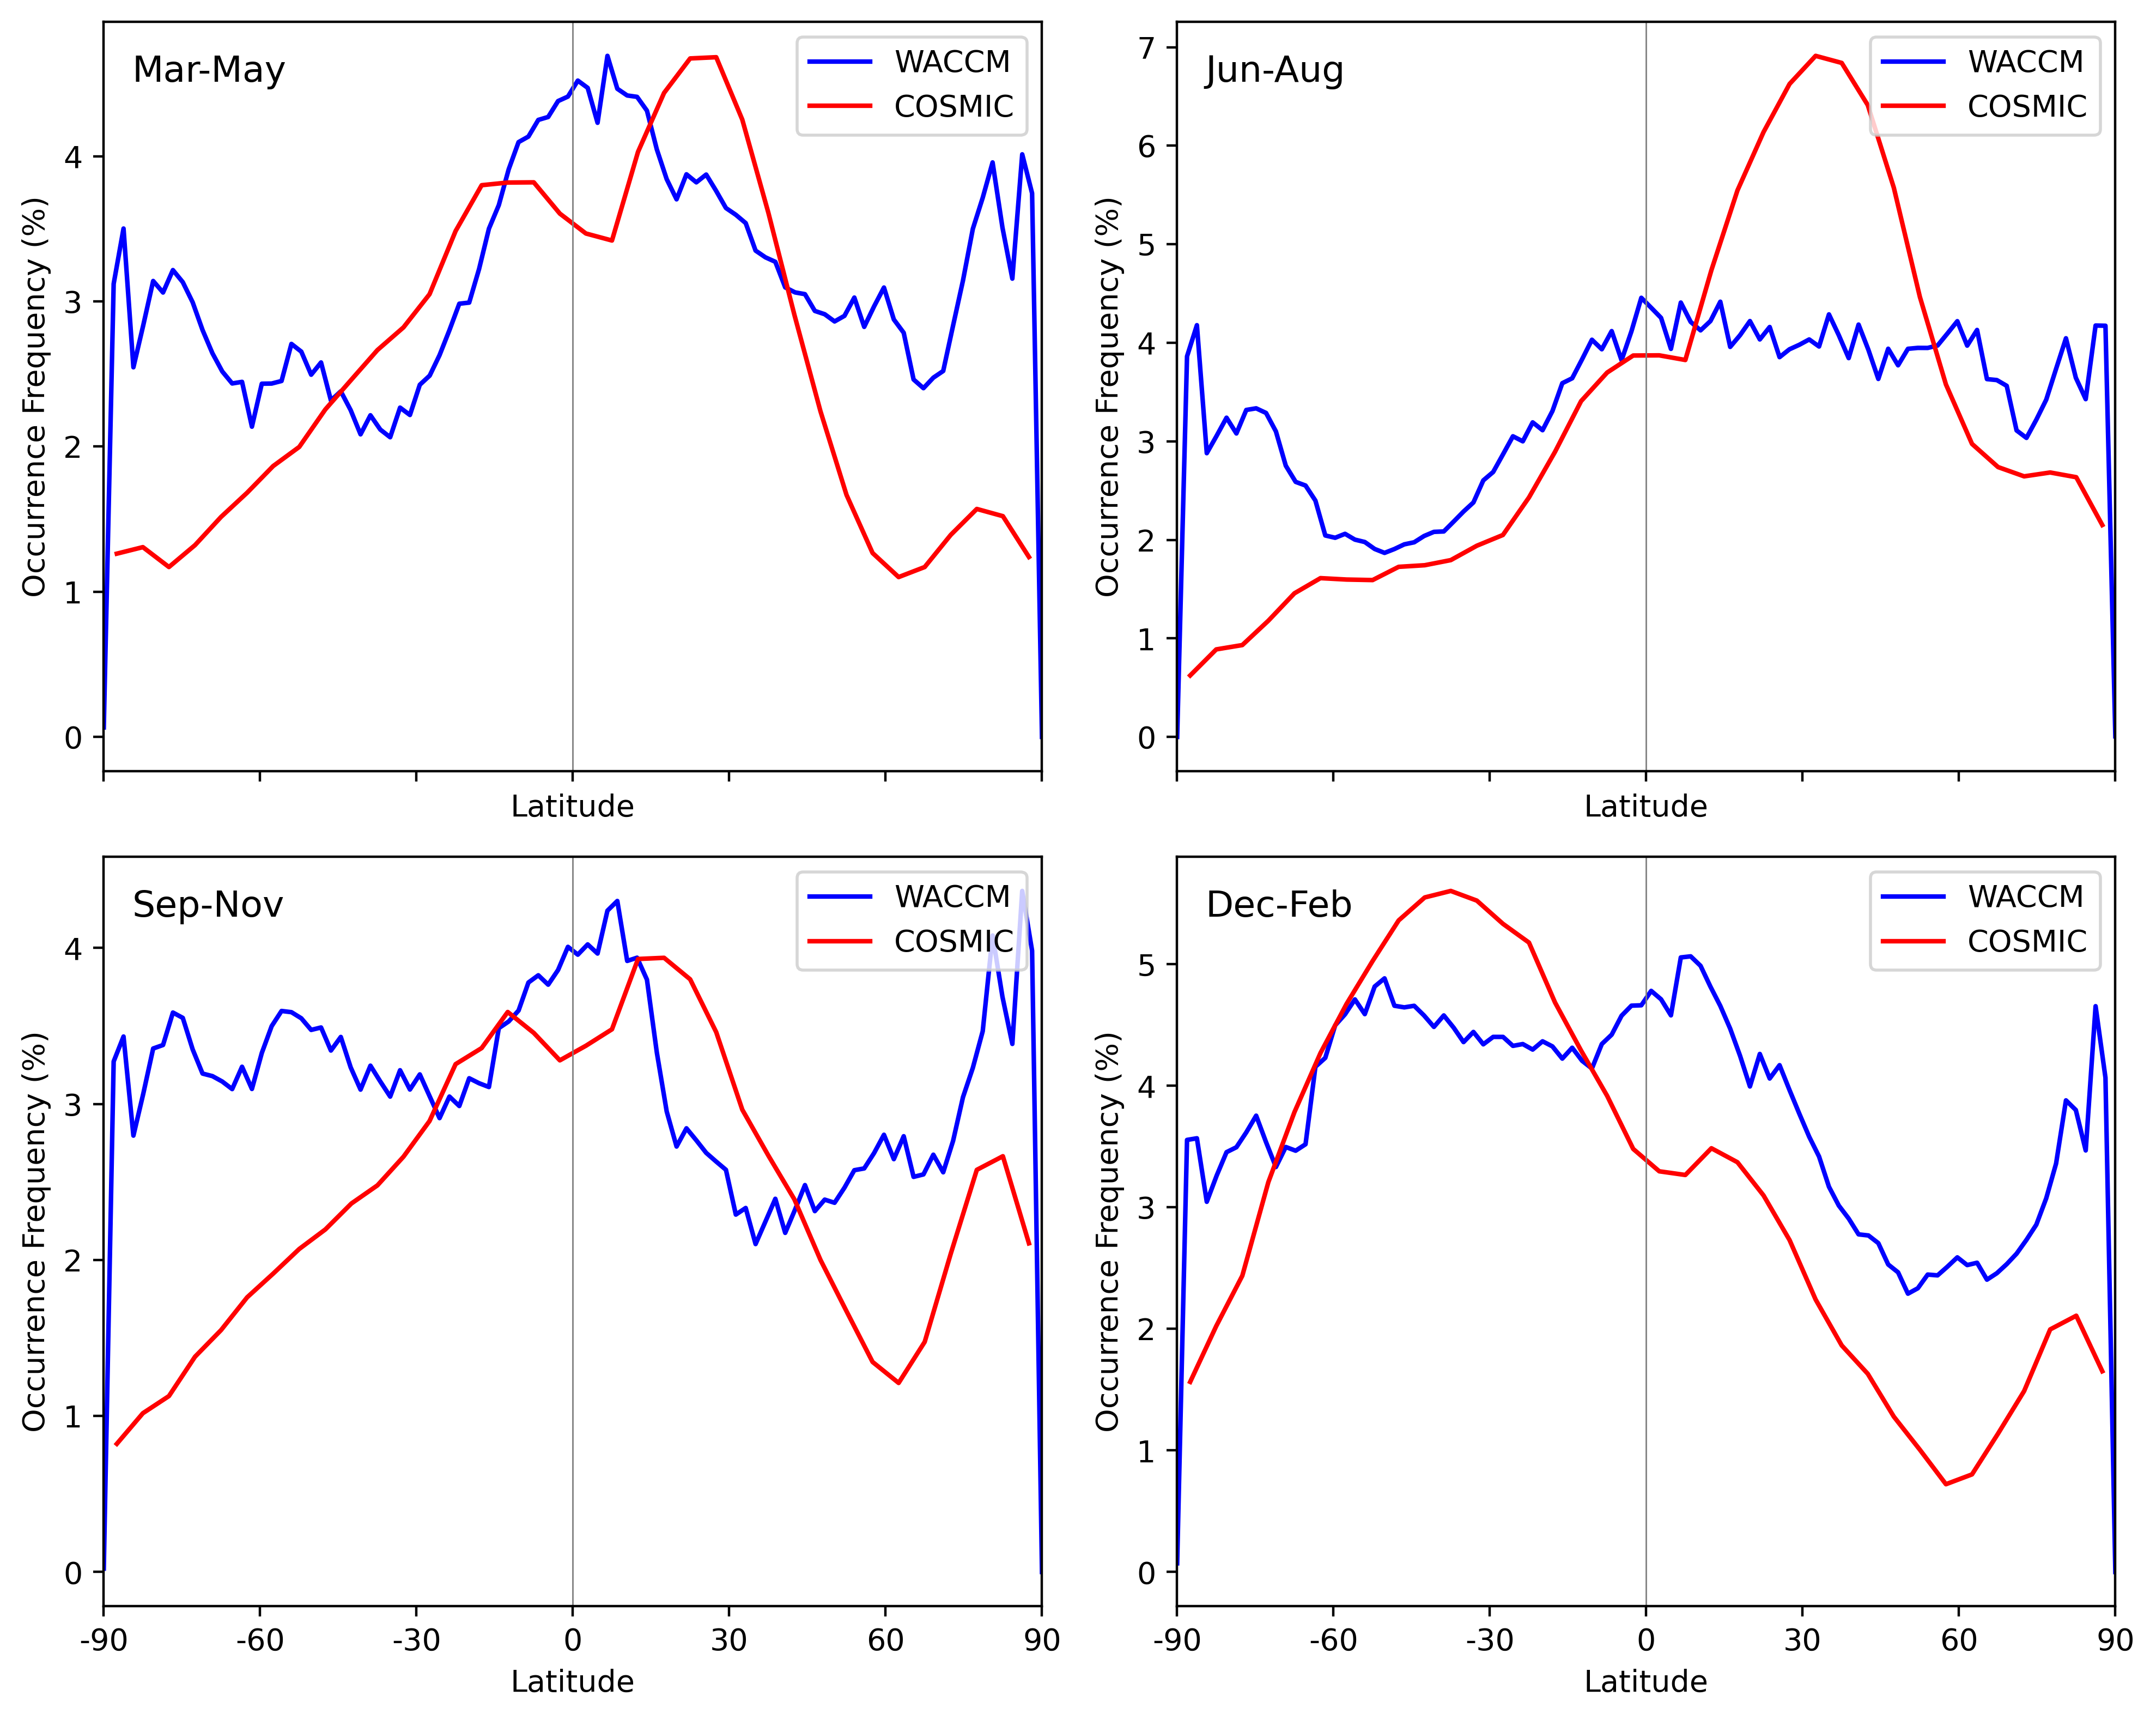 Mar-May
WACCM
COSMIC
4
3
2
1
0
Occurrence Frequency (%)
Latitude
Jun-Aug
WACCM
COSMIC
7
6
5
4
3
2
1
0
Occurrence Frequency (%)
Latitude
Sep-Nov
WACCM
COSMIC
4
3
2
1
0
Occurrence Frequency (%)
-90 -60 -30 0 30 60 90
Latitude
Dec-Feb
WACCM
COSMIC
5
4
3
2
1
0
Occurrence Frequency (%)
-90 -60 -30 0 30 60 90
Latitude